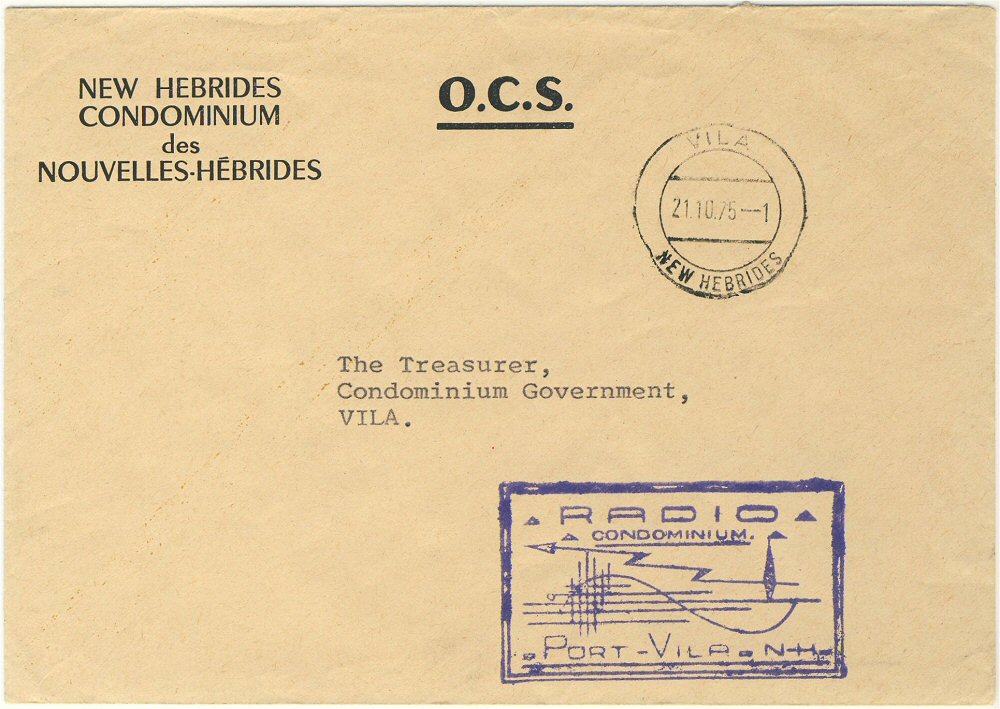 NEW HEBRIDES
CONDOMINIUM
des
NOUVELLES-HÉBRIDES
O.C.S.
VILA
21.10.75—1
NEW HEBRIDES
The Treasurer,
Condominium Government,
VILA.
RADIO
CONDOMINIUM.
PORT-VILA N-H